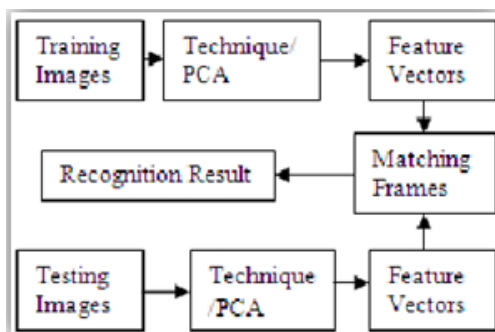 Training
Images
Technique/
PCA
Feature
Vectors
Recognition Result
Matching
Frames
Testing
Images
Technique
/PCA
Feature
Vectors